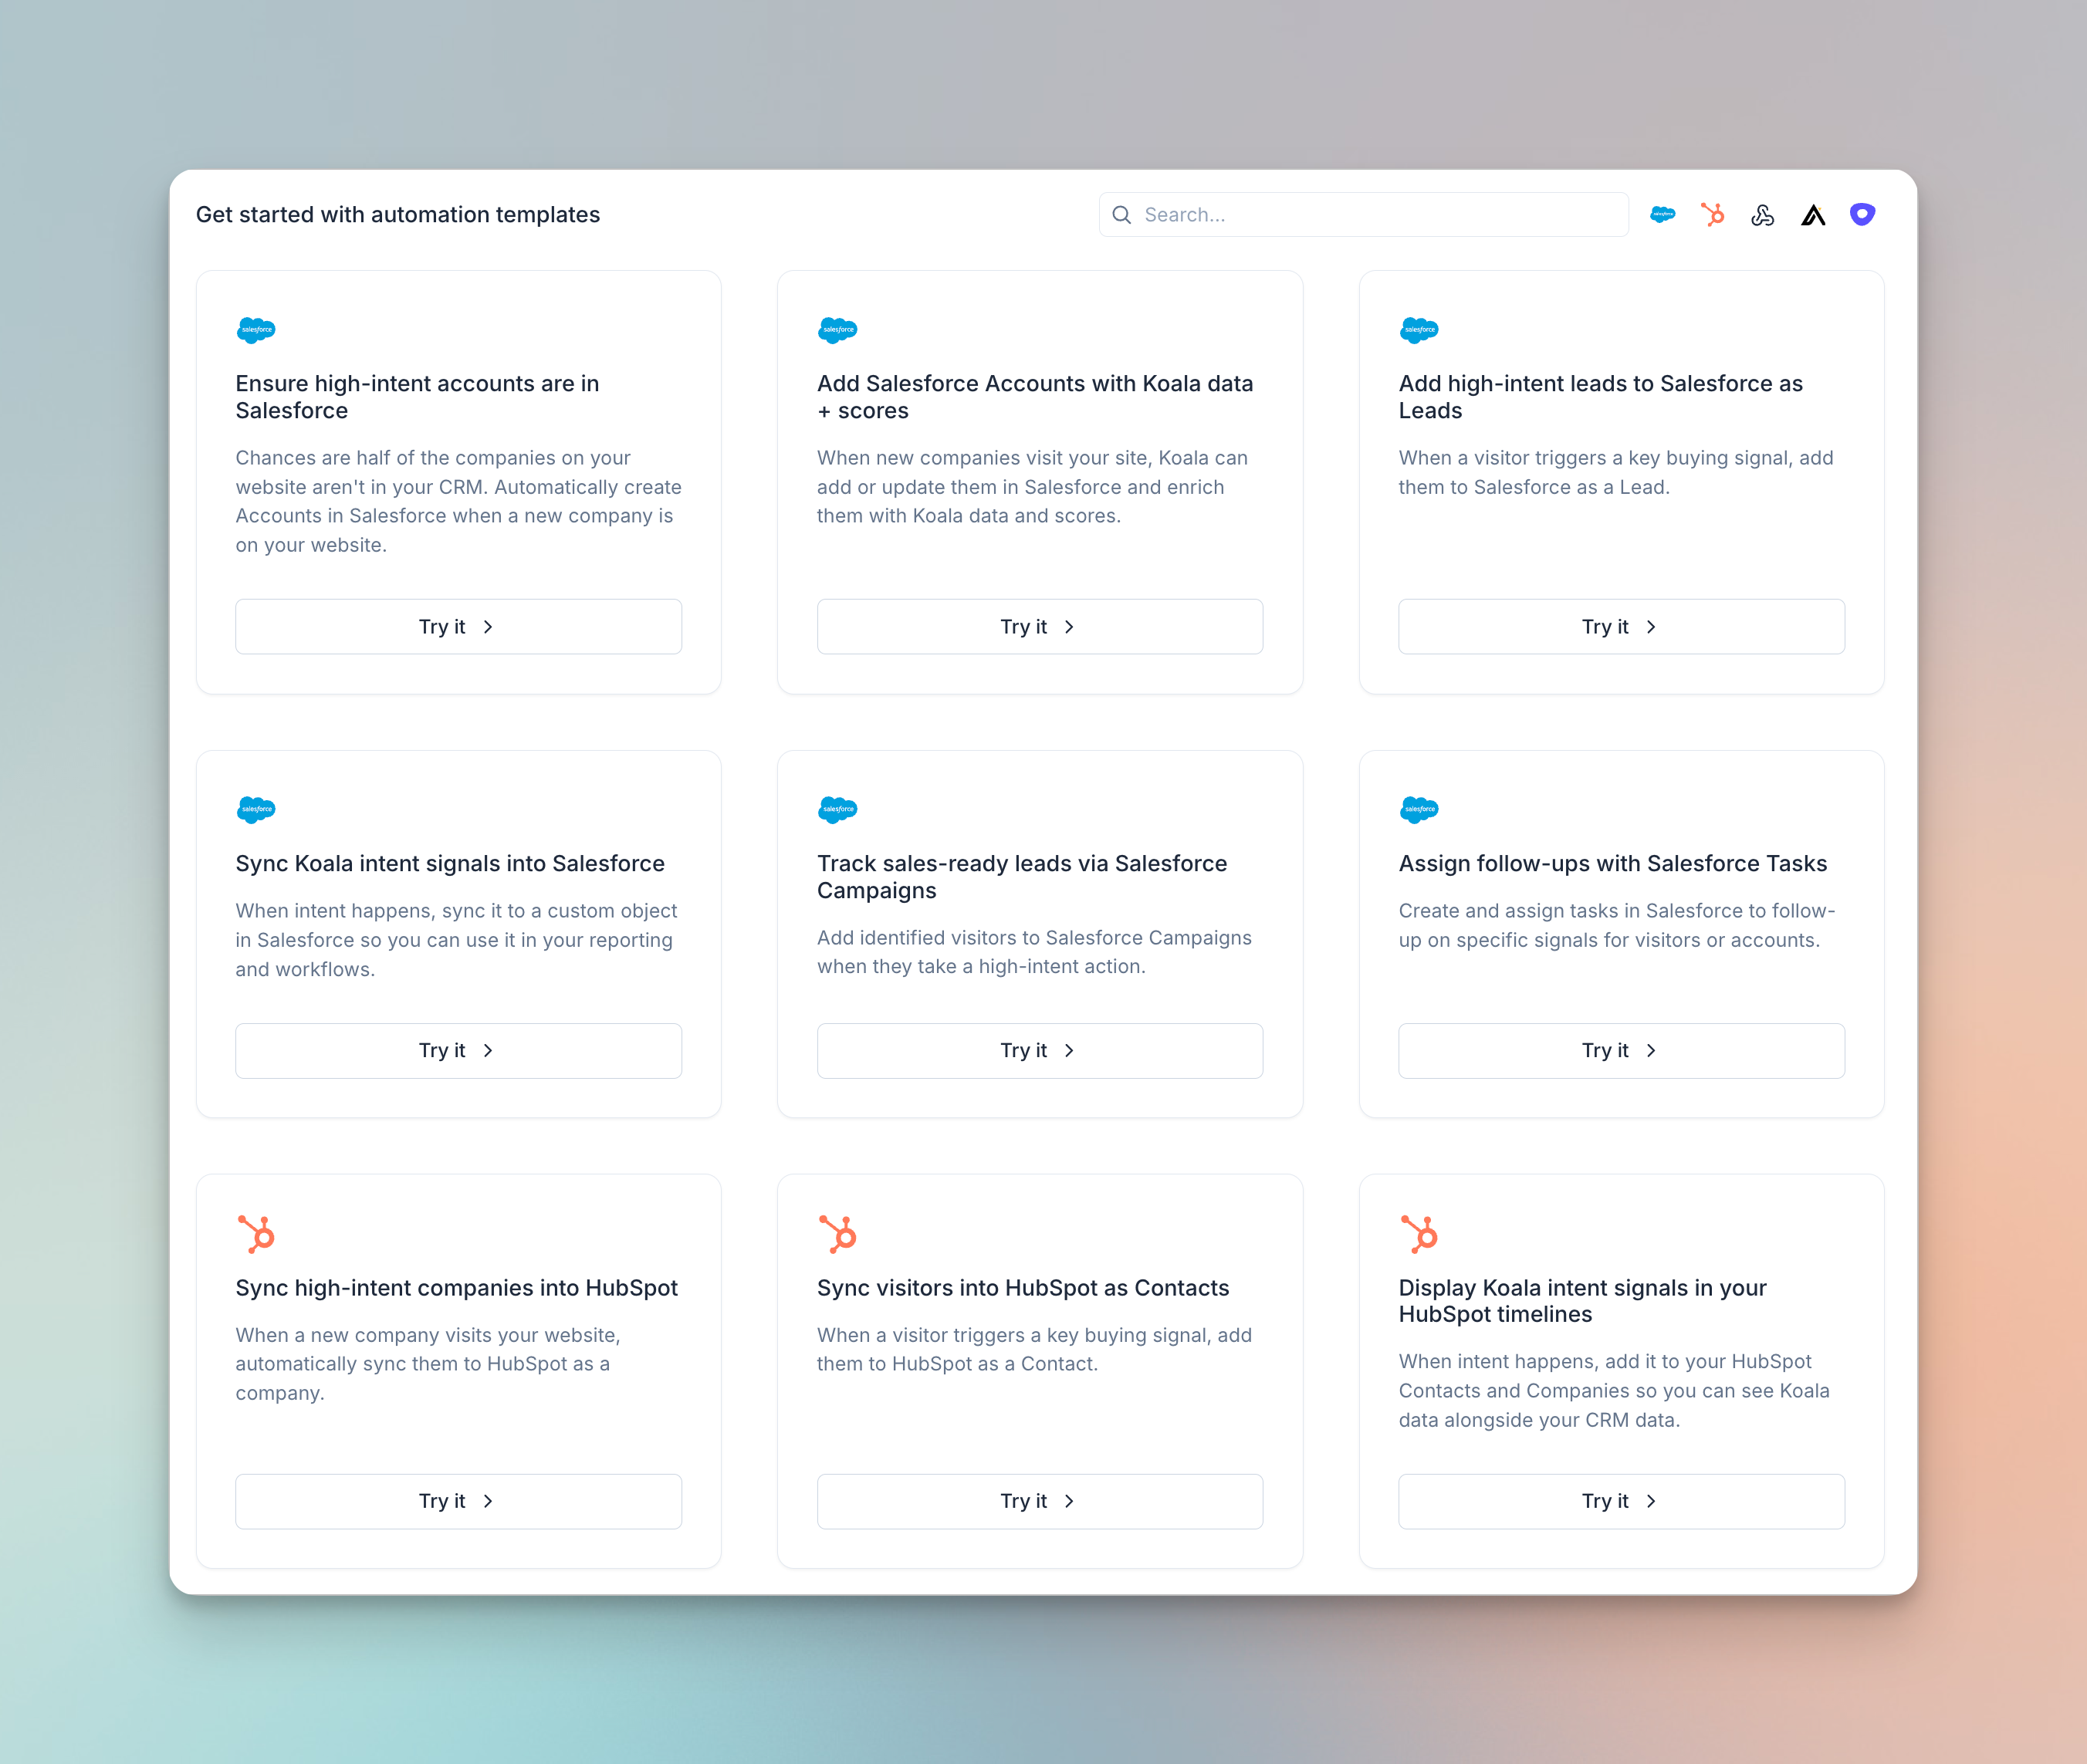 Get started with automation templates
Search...
salesforce
salesforce
Ensure high-intent accounts are in
Salesforce
Chances are half of the companies on your
website aren't in your CRM. Automatically create
Accounts in Salesforce when a new company is
on your website.
Try it
salesforce
Add Salesforce Accounts with Koala data
+ scores
When new companies visit your site, Koala can
add or update them in Salesforce and enrich
them with Koala data and scores.
Try it
salesforce
Add high-intent leads to Salesforce as
Leads
When a visitor triggers a key buying signal, add
them to Salesforce as a Lead.
Try it
salesforce
Sync Koala intent signals into Salesforce
When intent happens, sync it to a custom object
in Salesforce so you can use it in your reporting
and workflows.
Try it
salesforce
Track sales-ready leads via Salesforce
Campaigns
Add identified visitors to Salesforce Campaigns
when they take a high-intent action.
Try it
salesforce
Assign follow-ups with Salesforce Tasks
Create and assign tasks in Salesforce to follow-
up on specific signals for visitors or accounts.
Try it
Sync high-intent companies into HubSpot
When a new company visits your website,
automatically sync them to HubSpot as a
company.
Try it
Sync visitors into HubSpot as Contacts
When a visitor triggers a key buying signal, add
them to HubSpot as a Contact.
Try it
Display Koala intent signals in your
HubSpot timelines
When intent happens, add it to your HubSpot
Contacts and Companies so you can see Koala
data alongside your CRM data.
Try it